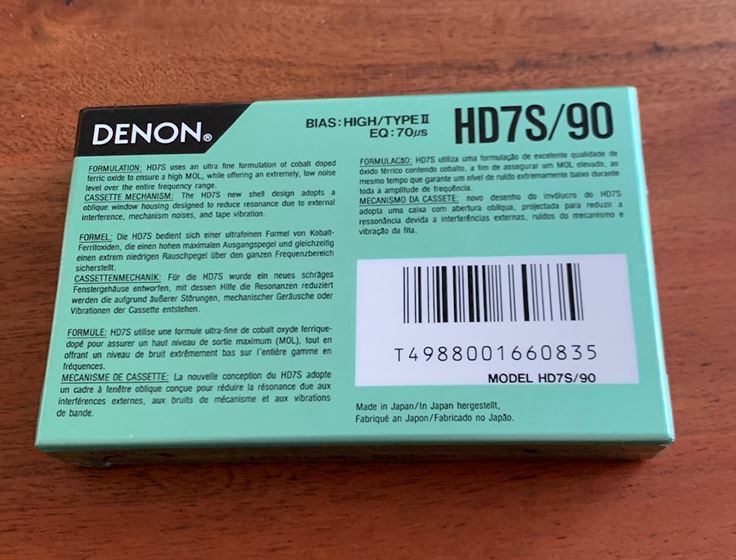 DENON®
BIAS:HIGH/TYPE II
EQ:70μs
HD7S/90
FORMULATION: HD7S uses an ultra fine formulation of cobalt doped
ferric oxide to ensure a high MOL, while offering an extremely, low noise
level over the entire frequency range.
CASSETTE MECHANISM: The HD7S new shell design adopts a
oblique window housing designed to reduce resonance due to external
interference, mechanism noises, and tape vibration.
FORMEL: Die HD7S bedient sich einer ultrafeinen Formel von Kobalt-
Ferritoxiden, die einen hohen maximalen Ausgangspegel und gleichzeitig
einen extrem niedrigen Rauschpegel über den ganzen Frequenzbereich
sicherstellt.
CASSETTENMECHANIK: Für die HD7S wurde ein neues schräges
Fenstergehäuse entworfen, mit dessen Hilfe die Resonanzen reduziert
werden die aufgrund äußerer Störungen, mechanischer Geräusche oder
Vibrationen der Cassette entstehen.
FORMULE: HD7S utilise une formule ultra-fine de cobalt oxyde ferrique-
dopé pour assurer un haut niveau de sortie maximum (MOL), tout en
offrant un niveau de bruit extrêmement bas sur l'entière gamme en
fréquences.
MECANISME DE CASSETTE: La nouvelle conception du HD7S adopte
un cadre à fenêtre oblique conçue pour réduire la résonance due aux
interférences externes, aux bruits de mécanisme et aux vibrations
de bande.
FORMULACÃO: HD7S utiliza uma formulação de excelente qualidade de
óxido térrico contendo cobalto, a fim de assegurar um MOL elevado, ao
mesmo tempo que garante um nível de ruído extremamente baixo durante
toda a amplitude de frequência.
MECANISMO DA CASSETE: novo desenho do invólucro do HD7S
adopta uma caixa com abertura obliqua, projectada para reduzir a
ressonância devida a interferências externas, ruídos do mecanismo e
vibração da fita.
T4988001660835
MODEL HD7S/90
Made in Japan/In Japan hergestellt,
Fabriqué an Japon/Fabricado no Japão.